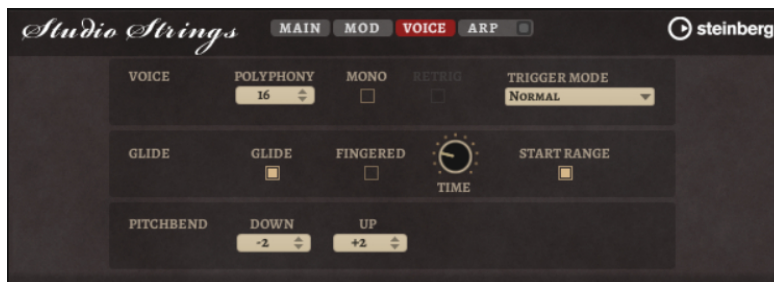 Studio Strings MAIN MOD VOICE ARP steinberg
VOICE POLYPHONY MONO RETRIG TRIGGER MODE
16 NORMAL
GLIDE GLIDE FINGERED START RANGE
TIME
PITCHBEND DOWN UP
-2 +2